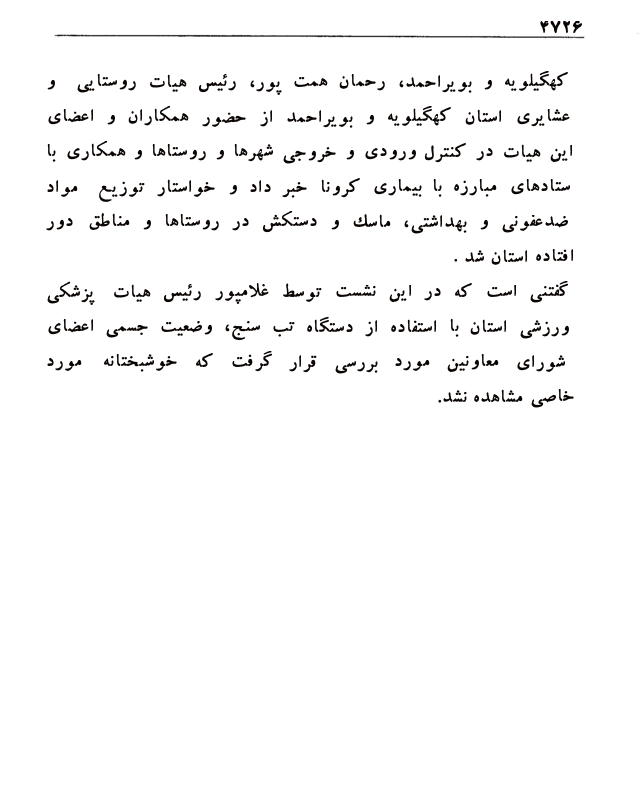 ۴۷۲۶
کهگیلویه و بویراحمد، رحمان همت پور، رئیس هیات روستایی و
عشایری استان کهگیلویه و بویراحمد از حضور همکاران و اعضای
این هیات در کنترل ورودی و خروجی شهرها و روستاها و همکاری با
ستادهای مبارزه با بیماری کرونا خبر داد و خواستار توزیع مواد
ضدعفونی و بهداشتی، ماسك و دستکش در روستاها و مناطق دور
افتاده استان شد .
گفتنی است که در این نشست توسط غلامپور رئیس هیات پزشکی
ورزشی استان با استفاده از دستگاه تب سنج، وضعیت جسمی اعضای
شورای معاونین مورد بررسی قرار گرفت که خوشبختانه مورد
خاصی مشاهده نشد.